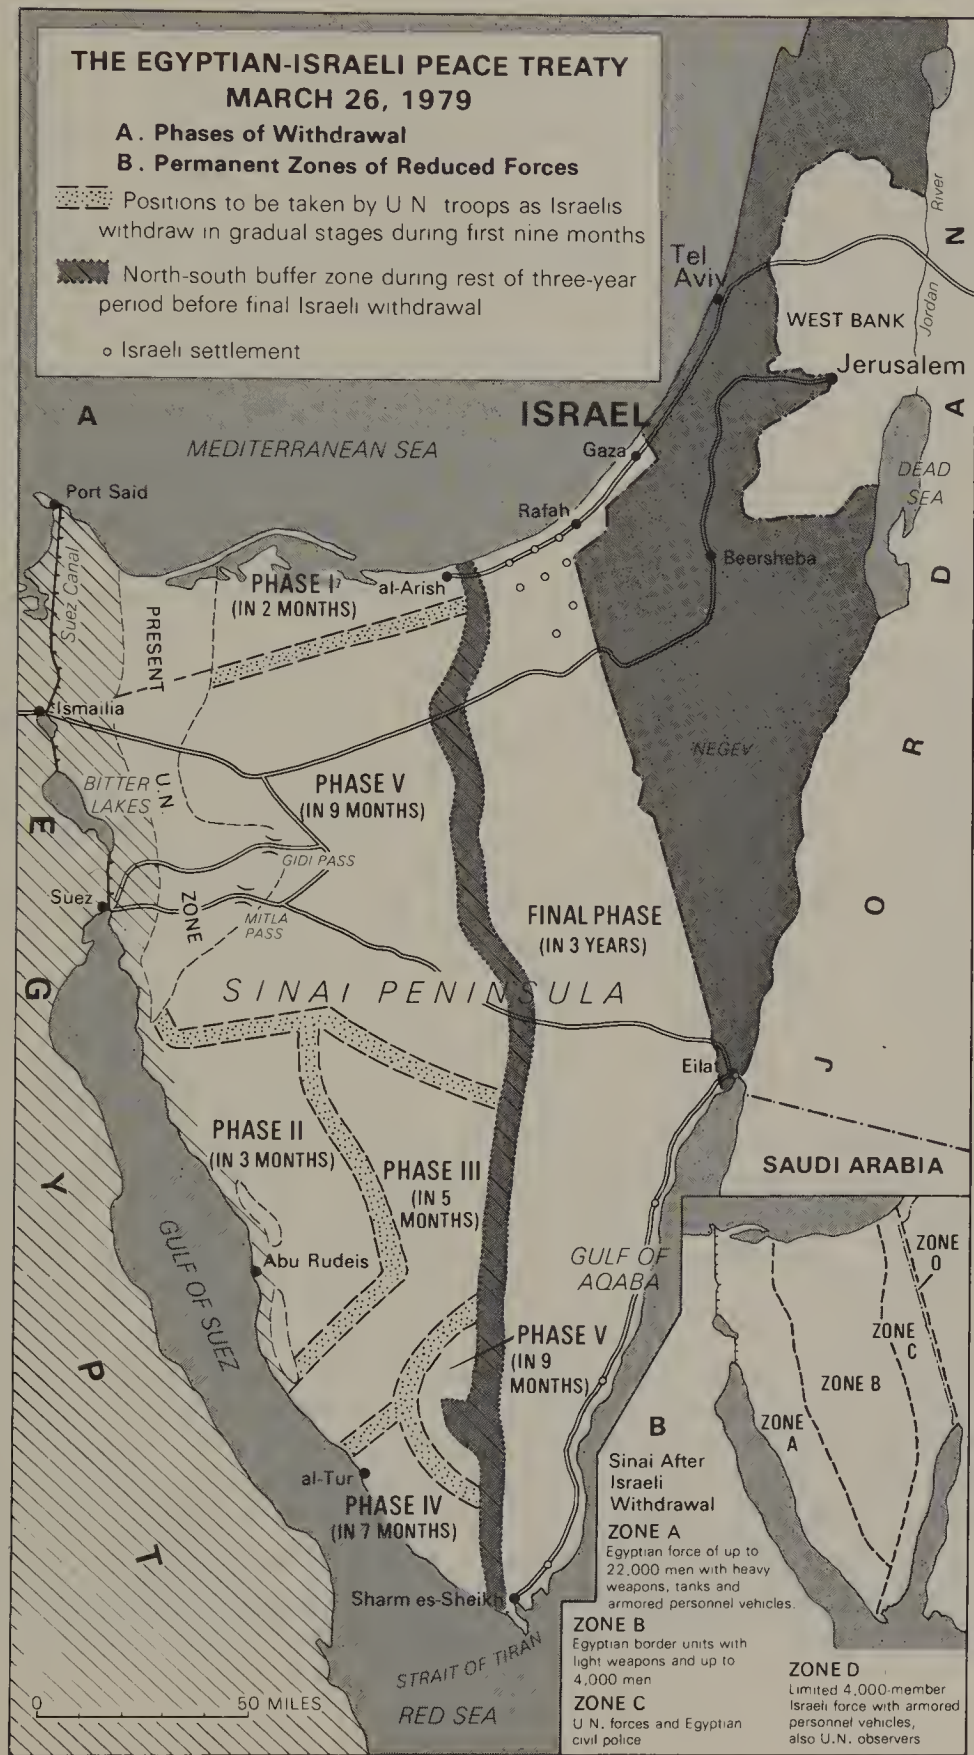 THE EGYPTIAN-ISRAELI PEACE TREATY
MARCH 26, 1979
A. Phases of Withdrawal
B. Permanent Zones of Reduced Forces
Positions to be taken by U N troops as Israelis
withdraw in gradual stages during first nine months
North-south buffer zone during rest of three-year
period before final Israeli withdrawal
Israeli settlement
A
MEDITERRANEAN SEA
ISRAEL
Tel
Aviv
WEST BANK
Jerusalem
River
Jordan
JORDAN
DEAD
SEA
Gaza
Rafah
al-Arish
Beersheba
NEGEV
Port Said
Suez Canal
PHASE I
(IN 2 MONTHS)
PRESENT
U.N.
ZONE
Ismailia
BITTER
LAKES
PHASE V
(IN 9 MONTHS)
GIDI PASS
Suez
MITLA
PASS
FINAL PHASE
(IN 3 YEARS)
SINAI PENINSULA
EGYPT
Eilat
SAUDI ARABIA
PHASE II
(IN 3 MONTHS)
PHASE III
(IN 5
MONTHS)
GULF OF SUEZ
Abu Rudeis
GULF OF
AQABA
PHASE V
(IN 9
MONTHS)
al-Tur
PHASE IV
(IN 7 MONTHS)
Sharm es-Sheikh
STRAIT OF TIRAN
RED SEA
0 50 MILES
ZONE
A
ZONE B
ZONE
C
ZONE
D
B
Sinai After
Israeli
Withdrawal
ZONE A
Egyptian force of up to
22,000 men with heavy
weapons, tanks and
armored personnel vehicles.
ZONE B
Egyptian border units with
light weapons and up to
4,000 men
ZONE C
U.N. forces and Egyptian
civil police
ZONE D
Limited 4,000-member
Israeli force with armored
personnel vehicles,
also U.N. observers